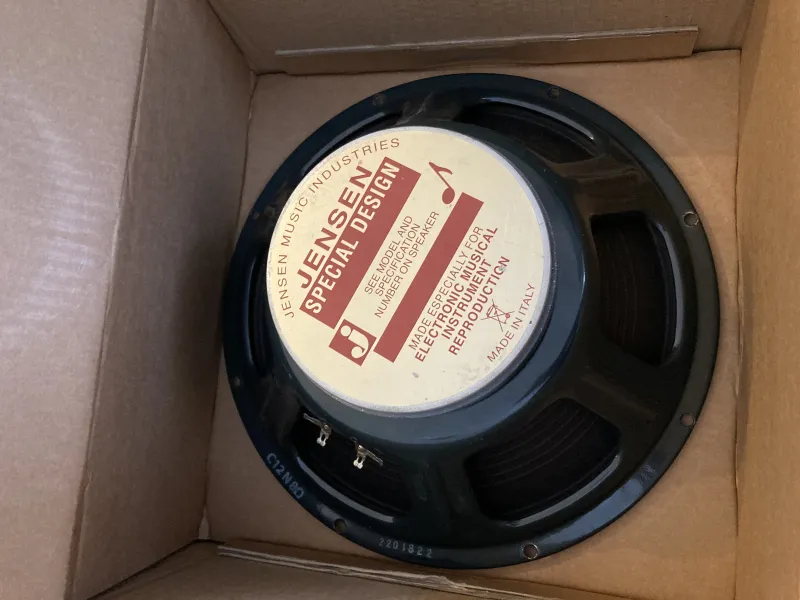 JENSEN MUSIC INDUSTRIES
JENSEN®
SPECIAL DESIGN
SEE MODEL AND
SPECIFICATION
NUMBER ON SPEAKER
MADE ESPECIALLY FOR
ELECTRONIC MUSICAL
INSTRUMENT
REPRODUCTION
MADE IN ITALY
C12N8Ω
2201822